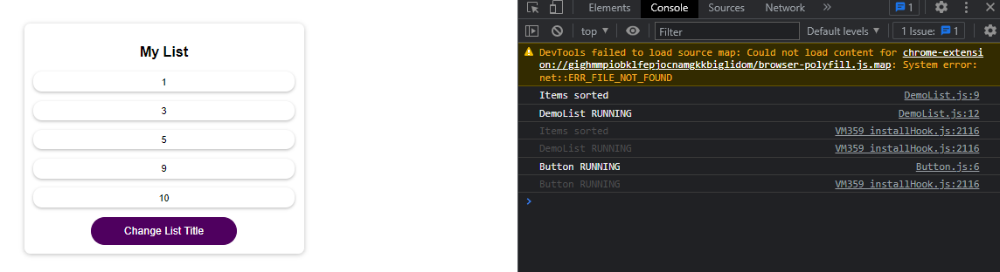 My List
1
3
5
9
10
Change List Title
Elements Console Sources Network » 1
top ▼ Filter Default levels ▼ 1 Issue: 1
DevTools failed to load source map: Could not load content for chrome-extensi
on://gighmmpiobklfepjocnamgkkbiglidom/browser-polyfill.js.map: System error:
net::ERR_FILE_NOT_FOUND
Items sorted DemoList.js:9
DemoList RUNNING DemoList.js:12
Items sorted VM359 installHook.js:2116
DemoList RUNNING VM359 installHook.js:2116
Button RUNNING Button.js:6
Button RUNNING VM359 installHook.js:2116